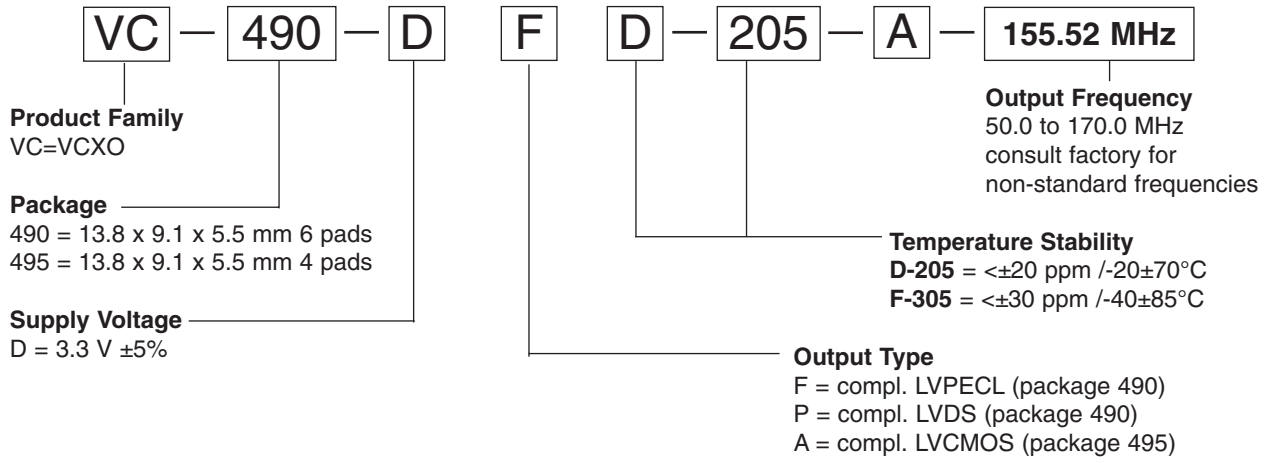 VC — 490 — D F D — 205 — A — 155.52 MHz
Product Family
VC=VCXO
Package
490 = 13.8 x 9.1 x 5.5 mm 6 pads
495 = 13.8 x 9.1 x 5.5 mm 4 pads
Supply Voltage
D = 3.3 V ±5%
Output Frequency
50.0 to 170.0 MHz
consult factory for
non-standard frequencies
Temperature Stability
D-205 = <±20 ppm /-20±70°C
F-305 = <±30 ppm /-40±85°C
Output Type
F = compl. LVPECL (package 490)
P = compl. LVDS (package 490)
A = compl. LVCMOS (package 495)